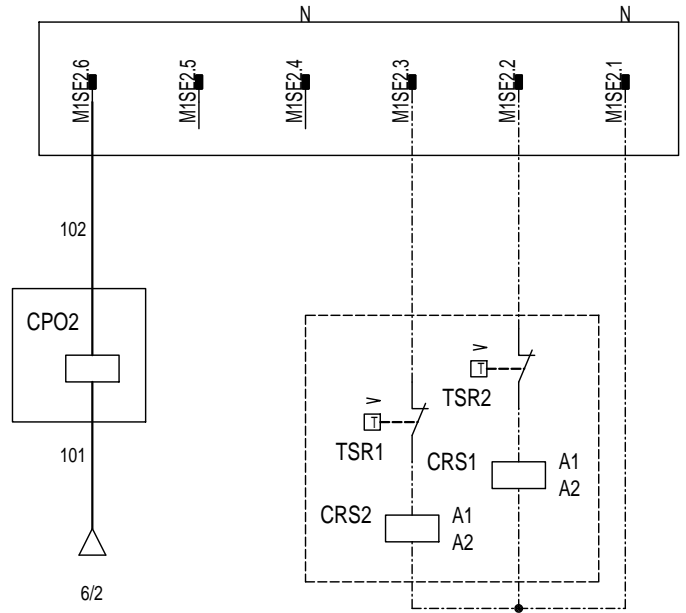 N
N
M1SE2.6
M1SE2.5
M1SE2.4
M1SE2.3
M1SE2.2
M1SE2.1
102
CPO2
V
T
TSR2
V
T
TSR1
101
CRS1
A1
A2
CRS2
A1
A2
6/2